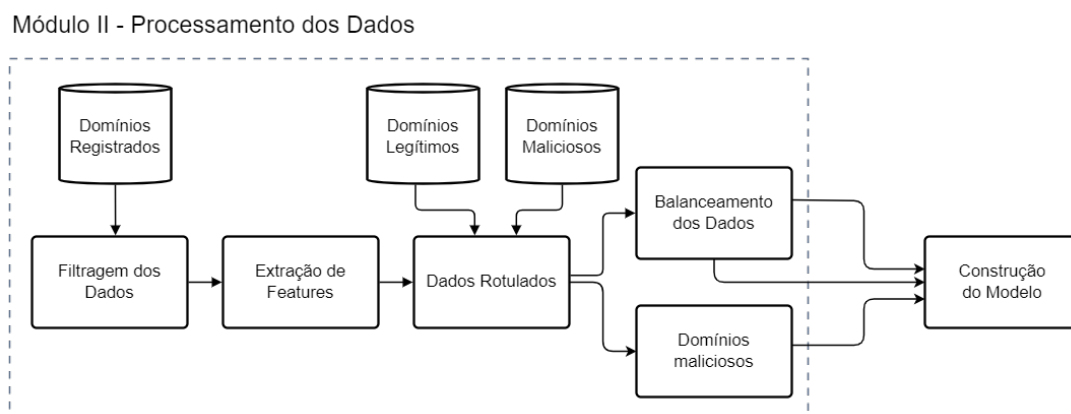 Módulo II - Processamento dos Dados
Domínios
Registrados
Domínios
Legítimos
Domínios
Maliciosos
Filtragem dos
Dados
Extração de
Features
Dados Rotulados
Balanceamento
dos Dados
Domínios
maliciosos
Construção
do Modelo